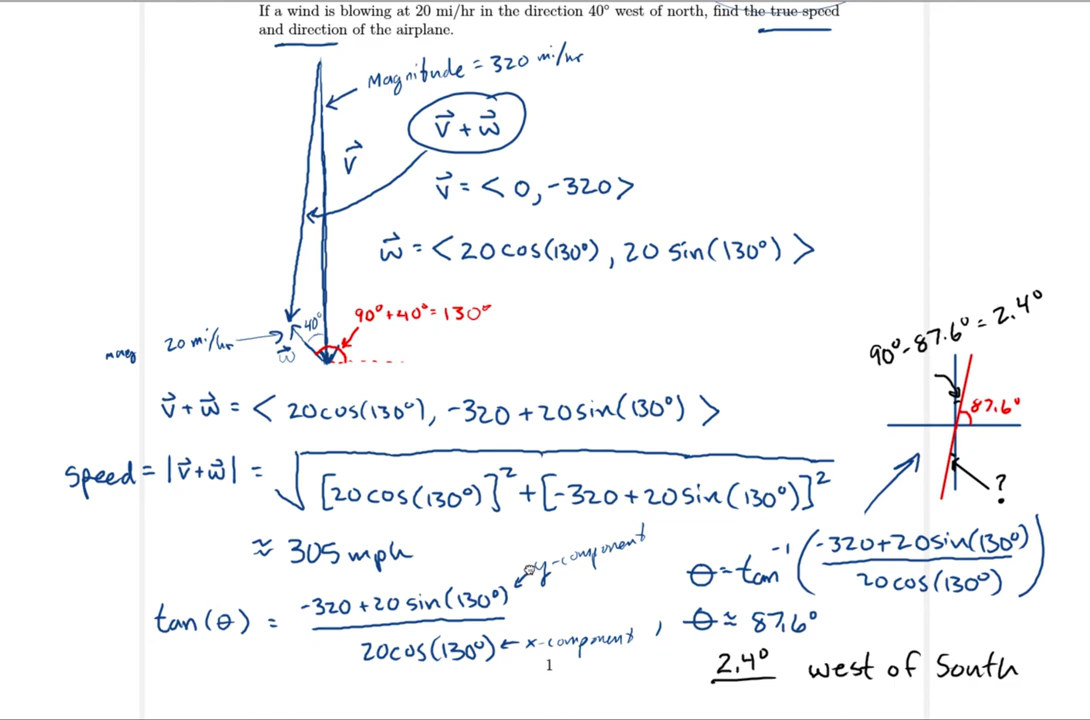 If a wind is blowing at 20 mi/hr in the direction 40° west of north, find the true speed
and direction of the airplane.
Magnitude = 320 mi/hr
v⃗ + w⃗
v⃗
v⃗ = < 0, -320 >
w⃗ = < 20 cos(130°), 20 sin(130°) >
90° + 40° = 130°
40°
20 mi/hr
w⃗
90° - 87.6° = 2.4°
87.6°
?
v⃗ + w⃗ = < 20 cos(130°), -320 + 20 sin(130°) >
speed = |v⃗ + w⃗| = √[20 cos(130°)]² + [-320 + 20 sin(130°)]²
≈ 305 mph
tan(θ) = -320 + 20 sin(130°) / 20 cos(130°)
y-component
x-component
,
θ = tan⁻¹ (-320 + 20 sin(130°) / 20 cos(130°))
θ ≈ 87.6°
2.4° west of South
1